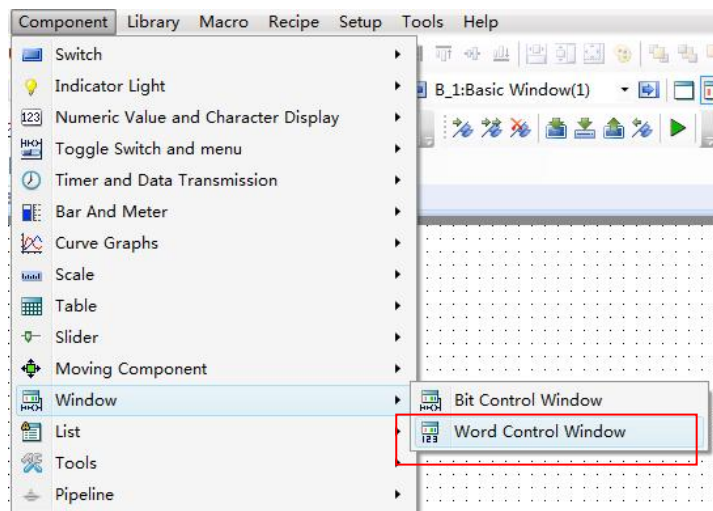 Component Library Macro Recipe Setup Tools Help
Switch
Indicator Light
B_1:Basic Window(1)
123 Numeric Value and Character Display
Toggle Switch and menu
Timer and Data Transmission
Bar And Meter
Curve Graphs
Scale
Table
Slider
Moving Component
Window
Bit Control Window
List
123 Word Control Window
Tools
Pipeline